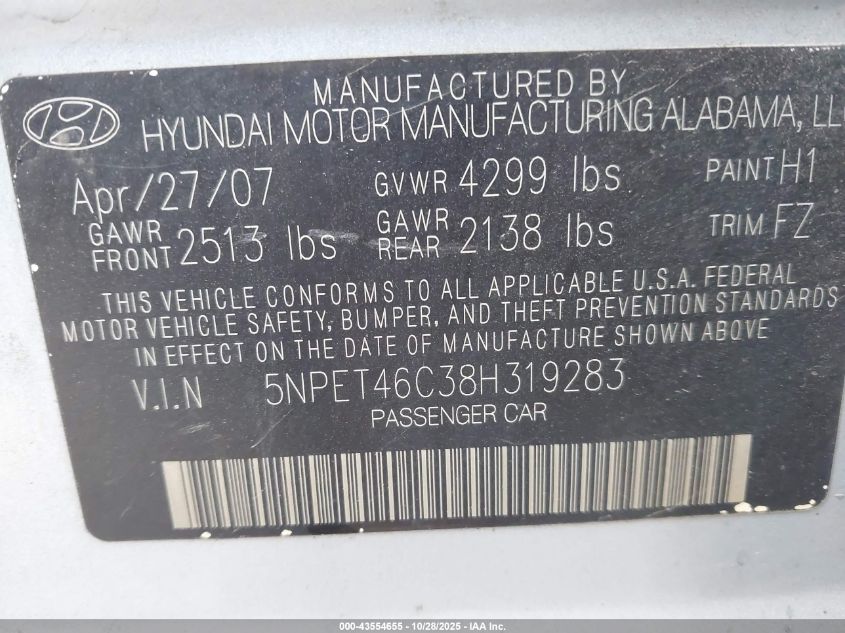 MANUFACTURED BY
HYUNDAI MOTOR MANUFACTURING ALABAMA, LLC
Apr/27/07 GVWR 4299 lbs PAINT H1
GAWR FRONT 2513 lbs GAWR REAR 2138 lbs TRIM FZ
THIS VEHICLE CONFORMS TO ALL APPLICABLE U.S.A. FEDERAL
MOTOR VEHICLE SAFETY, BUMPER, AND THEFT PREVENTION STANDARDS
IN EFFECT ON THE DATE OF MANUFACTURE SHOWN ABOVE
V.I.N 5NPET46C38H319283
PASSENGER CAR
000-43554655 - 10/28/2025 - IAA Inc.